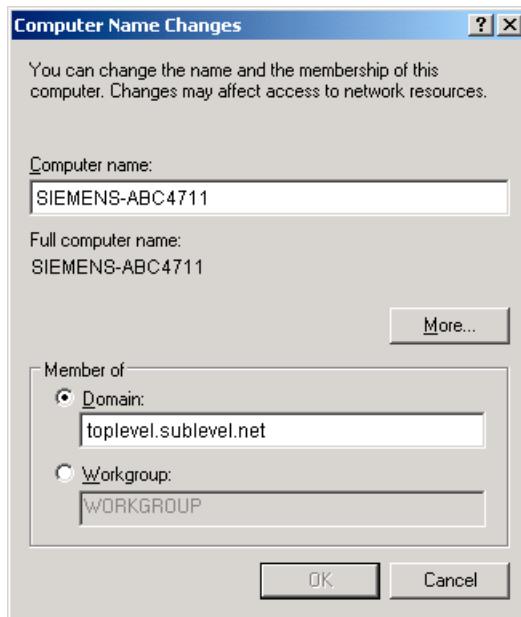 Computer Name Changes
You can change the name and the membership of this
computer. Changes may affect access to network resources.
Computer name:
SIEMENS-ABC4711
Full computer name:
SIEMENS-ABC4711
More...
Member of
Domain:
toplevel.sublevel.net
Workgroup:
WORKGROUP
OK
Cancel